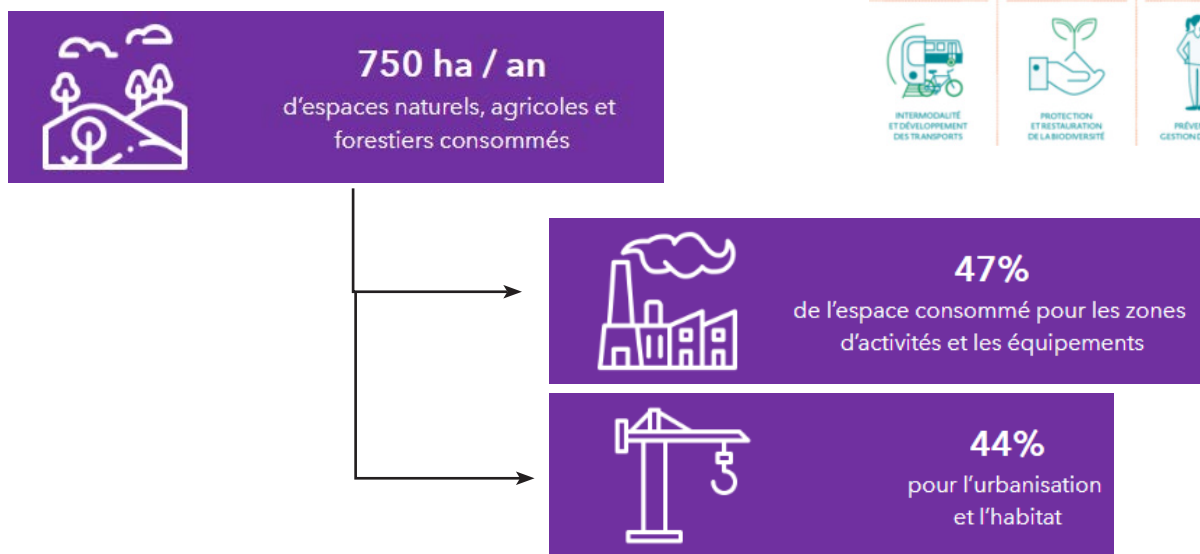 750 ha / an
d'espaces naturels, agricoles et
forestiers consommés
INTERMODALITÉ
ET DÉVELOPPEMENT
DES TRANSPORTS
PROTECTION
ET RESTAURATION
DE LA BIODIVERSITÉ
47%
de l'espace consommé pour les zones
d'activités et les équipements
44%
pour l'urbanisation
et l'habitat